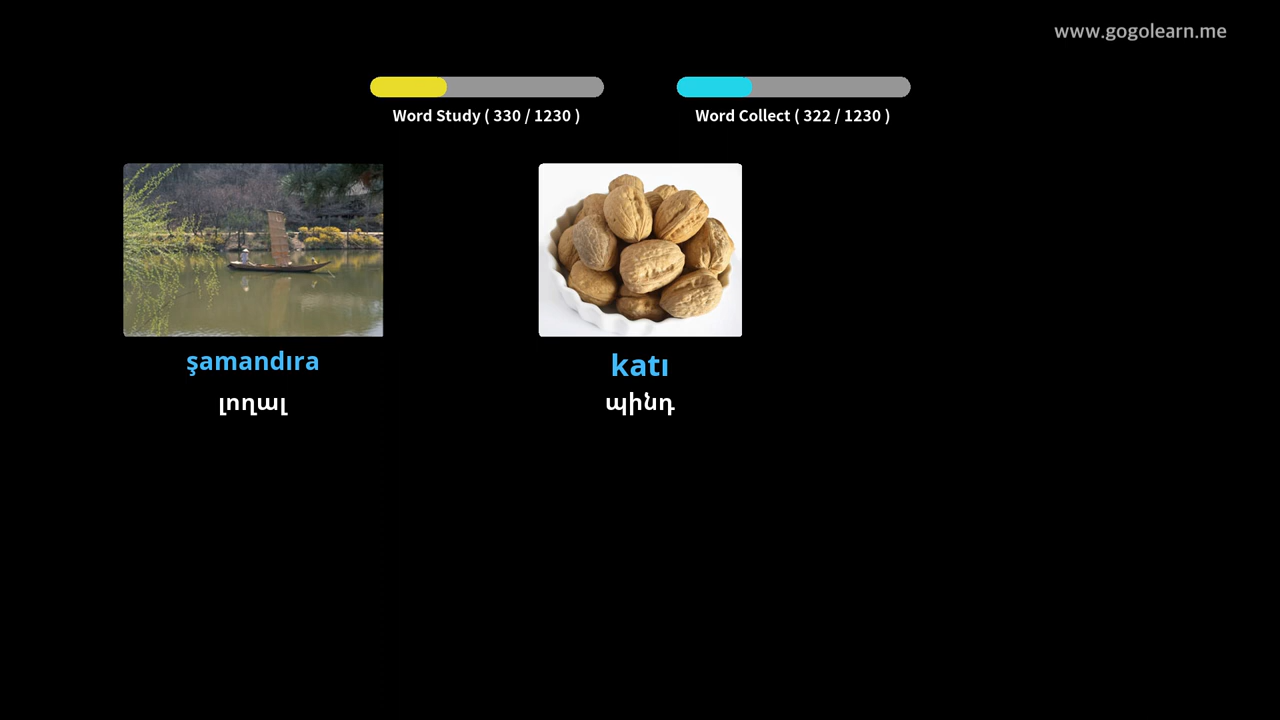 www.gogolearn.me
Word Study ( 330 / 1230 )
Word Collect ( 322 / 1230 )
şamandıra
լողալ
katı
պինդ